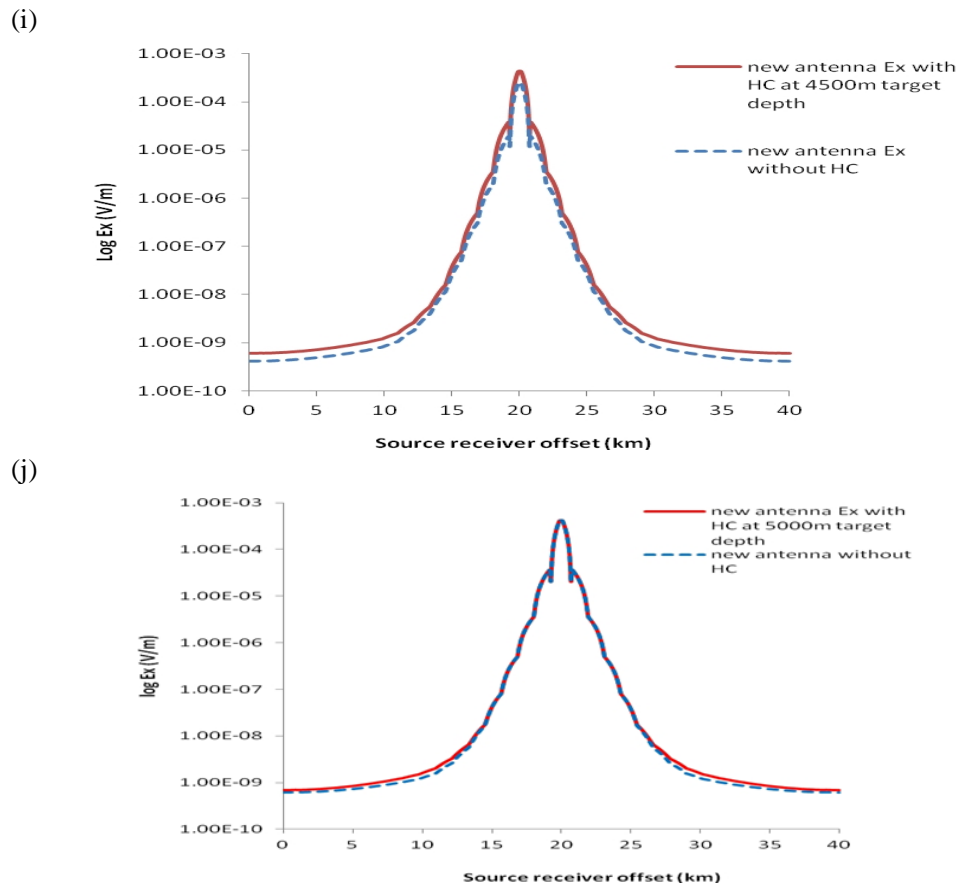 (i)
1.00E-03
1.00E-04
1.00E-05
1.00E-06
1.00E-07
1.00E-08
1.00E-09
1.00E-10
Log Ex (V/m)
0 5 10 15 20 25 30 35 40
Source receiver offset (km)
new antenna Ex with
HC at 4500m target
depth
new antenna Ex
without HC
(j)
1.00E-03
1.00E-04
1.00E-05
1.00E-06
1.00E-07
1.00E-08
1.00E-09
1.00E-10
log Ex (V/m)
0 5 10 15 20 25 30 35 40
Source receiver offset (km)
new antenna Ex with
HC at 5000m target
depth
new antenna without
HC